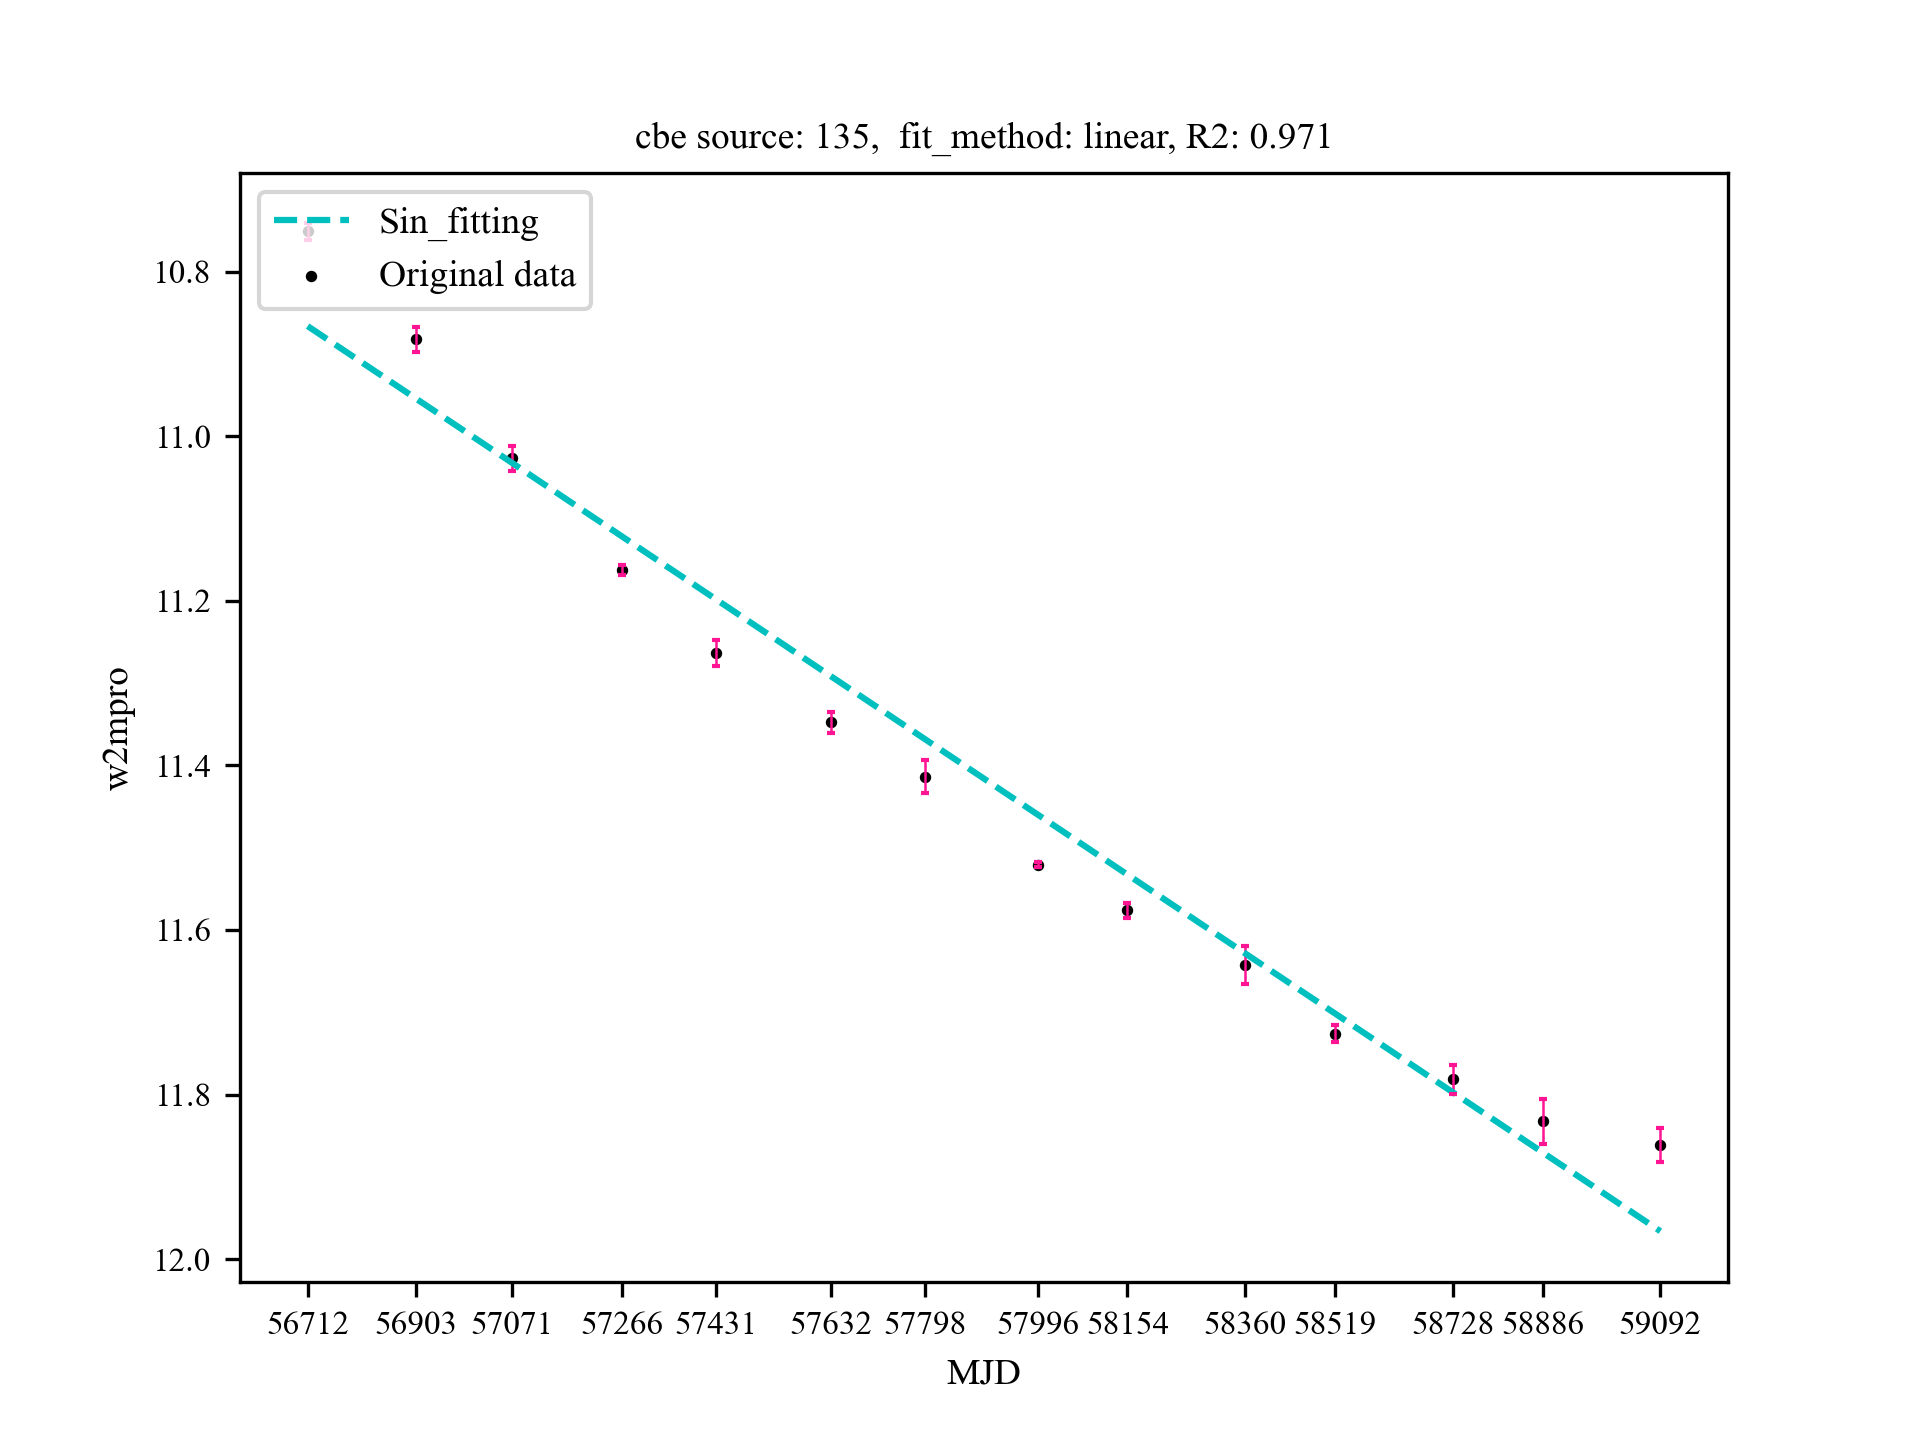 cbe source: 135,  fit_method: linear, R2: 0.971
Sin_fitting
Original data
10.8
11.0
11.2
11.4
11.6
11.8
12.0
w2mpro
56712 56903 57071 57266 57431 57632 57798 57996 58154 58360 58519 58728 58886 59092
MJD